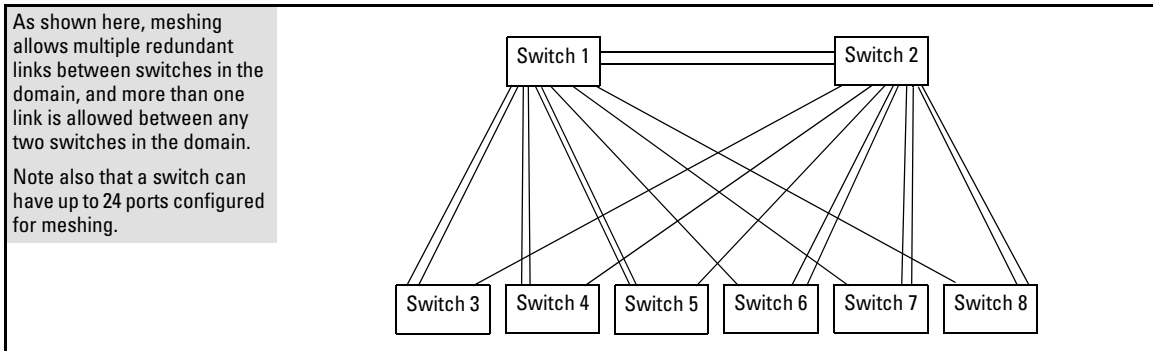 As shown here, meshing
allows multiple redundant
links between switches in the
domain, and more than one
link is allowed between any
two switches in the domain.
Note also that a switch can
have up to 24 ports configured
for meshing.
Switch 1
Switch 2
Switch 3
Switch 4
Switch 5
Switch 6
Switch 7
Switch 8